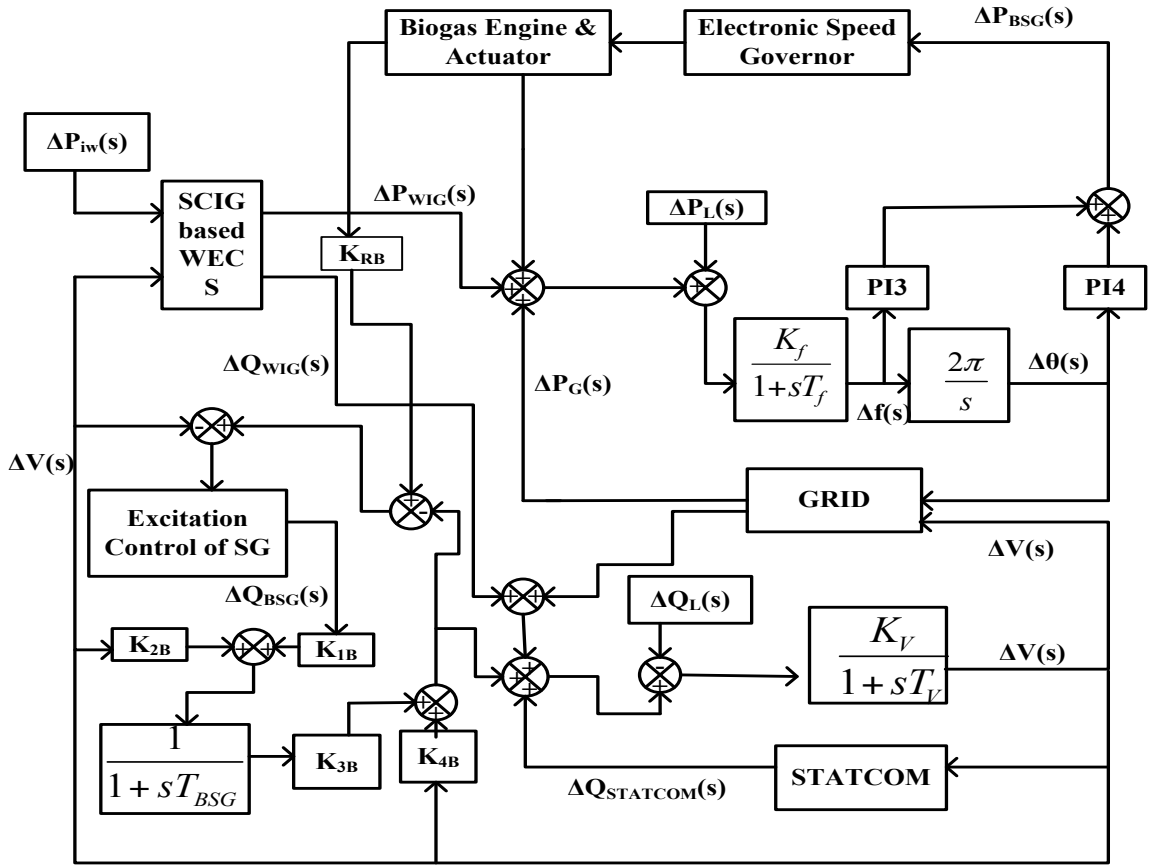 Biogas Engine &
Actuator
Electronic Speed
Governor
ΔP_BSG(s)
ΔP_iw(s)
SCIG
based
WEC
S
ΔP_WIG(s)
K_RB
ΔP_L(s)
+
+
+
+
+
-
+
+
PI3
PI4
ΔQ_WIG(s)
ΔP_G(s)
K_f
1+sT_f
2π
s
Δθ(s)
Δf(s)
-
+
ΔV(s)
+
-
GRID
Excitation
Control of SG
ΔV(s)
ΔQ_BSG(s)
+
+
ΔQ_L(s)
K_2B
+
+
K_1B
+
+
+
-
+
K_V
1+sT_V
ΔV(s)
+
+
1
1+sT_BSG
K_3B
K_4B
STATCOM
ΔQ_STATCOM(s)